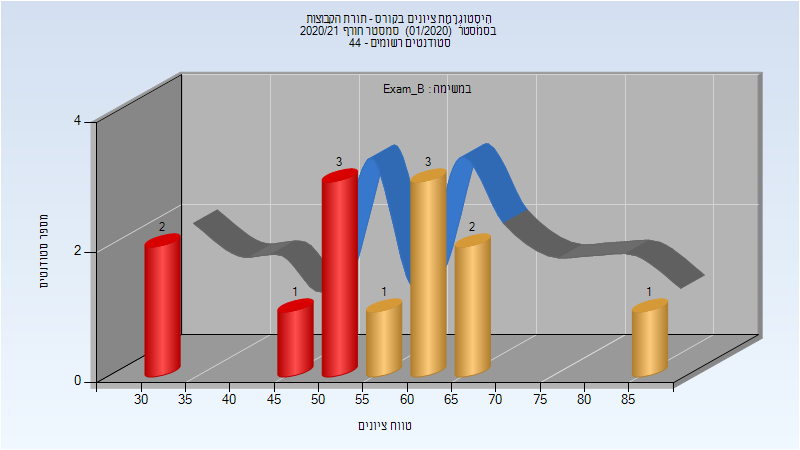 היסטוגרמת ציונים בקורס - תורת הקבוצות
בסמסטר (01/2020) סמסטר חורף 2020/21
סטודנטים רשומים - 44
במשימה : Exam_B
מספר סטודנטים
4
2
0
2
1
3
1
3
2
1
30 35 40 45 50 55 60 65 70 75 80 85
טווח ציונים